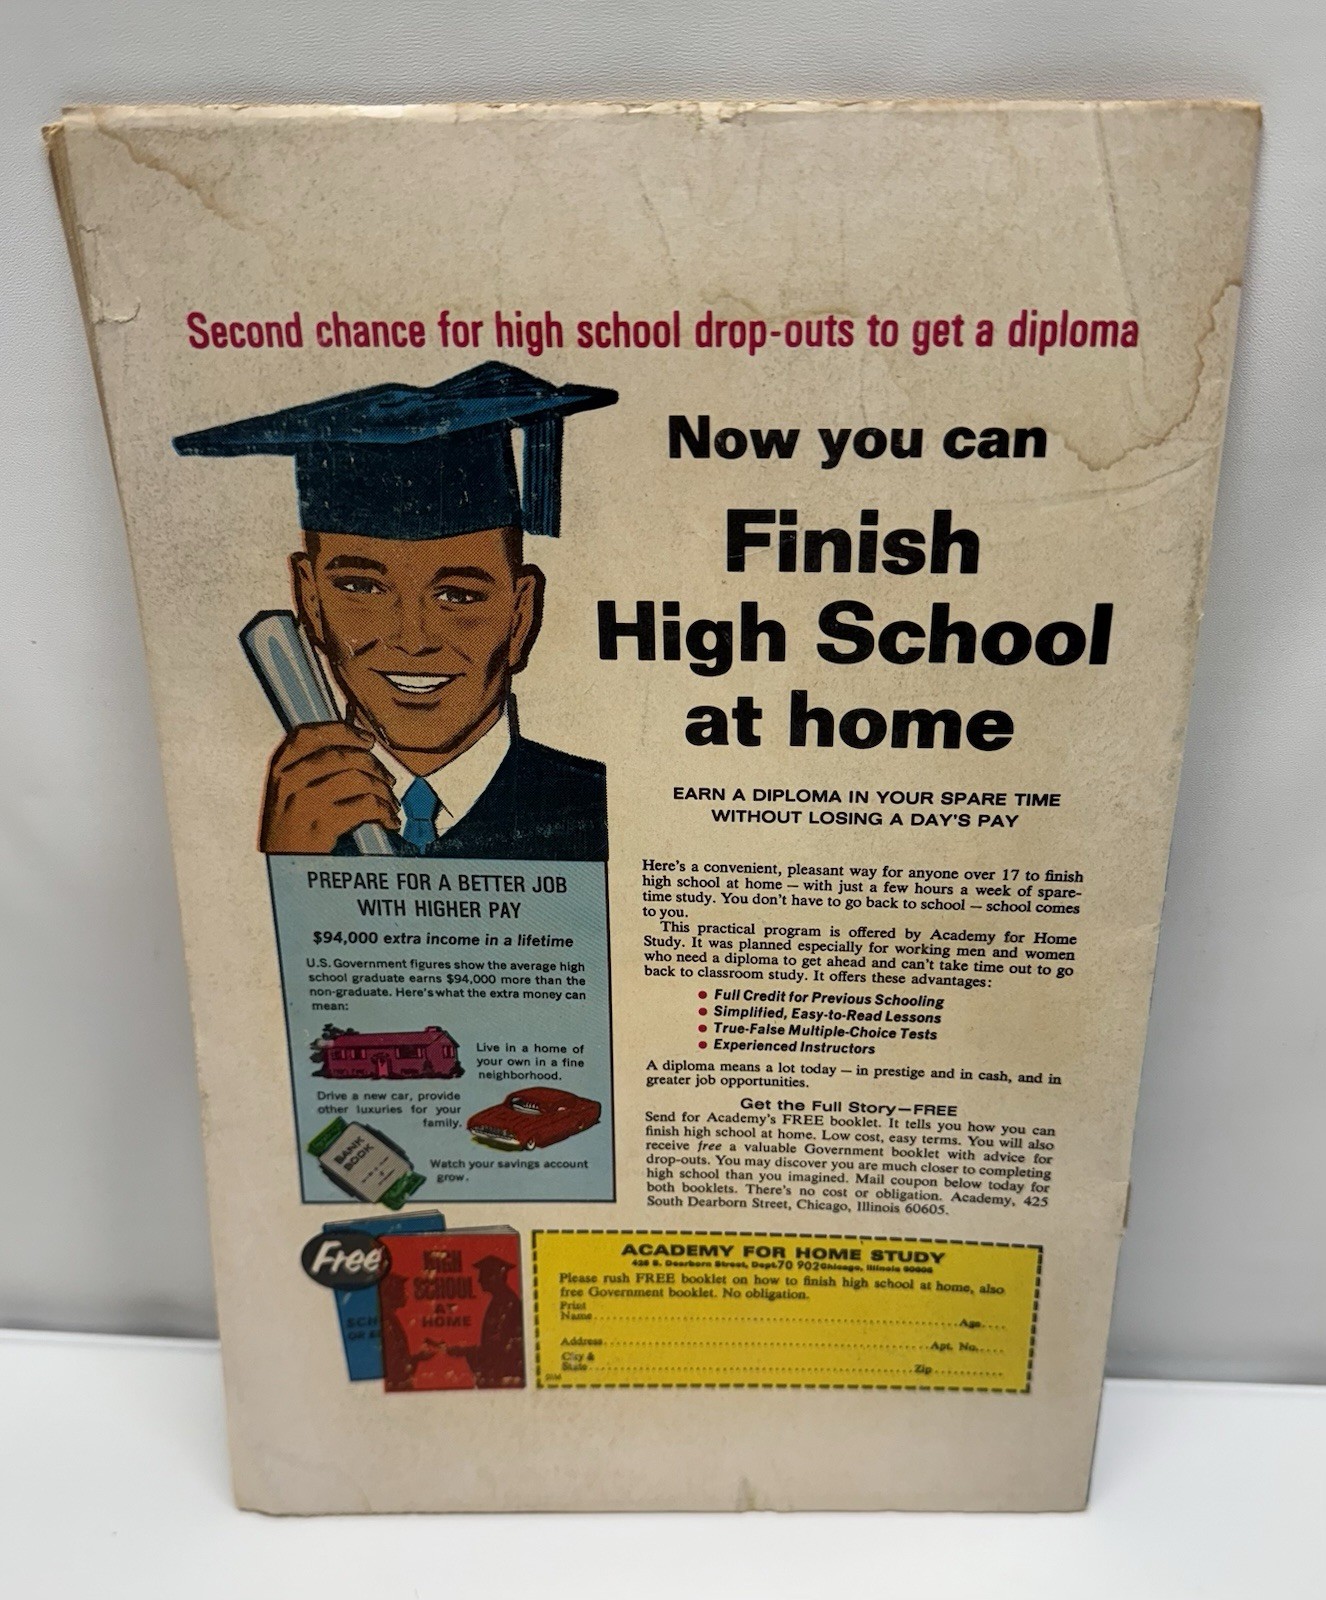 Second chance for high school drop-outs to get a diploma
Now you can
Finish
High School
at home
EARN A DIPLOMA IN YOUR SPARE TIME
WITHOUT LOSING A DAY'S PAY
PREPARE FOR A BETTER JOB
WITH HIGHER PAY
$94,000 extra income in a lifetime
U.S. Government figures show the average high
school graduate earns $94,000 more than the
non-graduate. Here's what the extra money can
mean:
Live in a home of
your own in a fine
neighborhood.
Drive a new car, provide
other luxuries for your
family.
BANK
BOOK
Watch your savings account
grow.
Here's a convenient, pleasant way for anyone over 17 to finish
high school at home — with just a few hours a week of spare-
time study. You don't have to go back to school — school comes
to you.
This practical program is offered by Academy for Home
Study. It was planned especially for working men and women
who need a diploma to get ahead and can't take time out to go
back to classroom study. It offers these advantages:
• Full Credit for Previous Schooling
• Simplified, Easy-to-Read Lessons
• True-False Multiple-Choice Tests
• Experienced Instructors
A diploma means a lot today — in prestige and in cash, and in
greater job opportunities.
Get the Full Story—FREE
Send for Academy's FREE booklet. It tells you how you can
finish high school at home. Low cost, easy terms. You will also
receive free a valuable Government booklet with advice for
drop-outs. You may discover you are much closer to completing
high school than you imagined. Mail coupon below today for
both booklets. There's no cost or obligation. Academy, 425
South Dearborn Street, Chicago, Illinois 60605.
Free
HIGH
SCHOOL
AT
HOME
ACADEMY FOR HOME STUDY
425 S. Dearborn Street, Dept. 70 902 Chicago, Illinois 60605
Please rush FREE booklet on how to finish high school at home, also
free Government booklet. No obligation.
Print
Name Age
Address Apt. No.
City &
State Zip